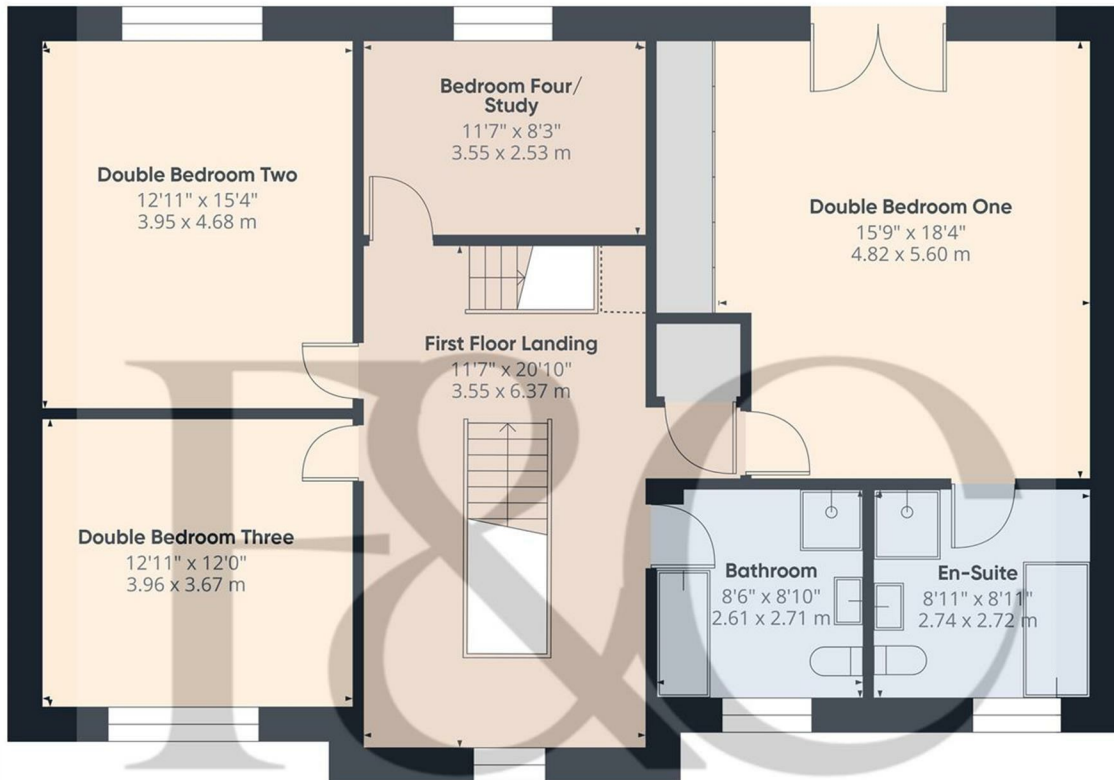 Bedroom Four/
Study
11'7" x 8'3"
3.55 x 2.53 m
Double Bedroom Two
12'11" x 15'4"
3.95 x 4.68 m
Double Bedroom One
15'9" x 18'4"
4.82 x 5.60 m
First Floor Landing
11'7" x 20'10"
3.55 x 6.37 m
Double Bedroom Three
12'11" x 12'0"
3.96 x 3.67 m
Bathroom
8'6" x 8'10"
2.61 x 2.71 m
En-Suite
8'11" x 8'11"
2.74 x 2.72 m
F&C